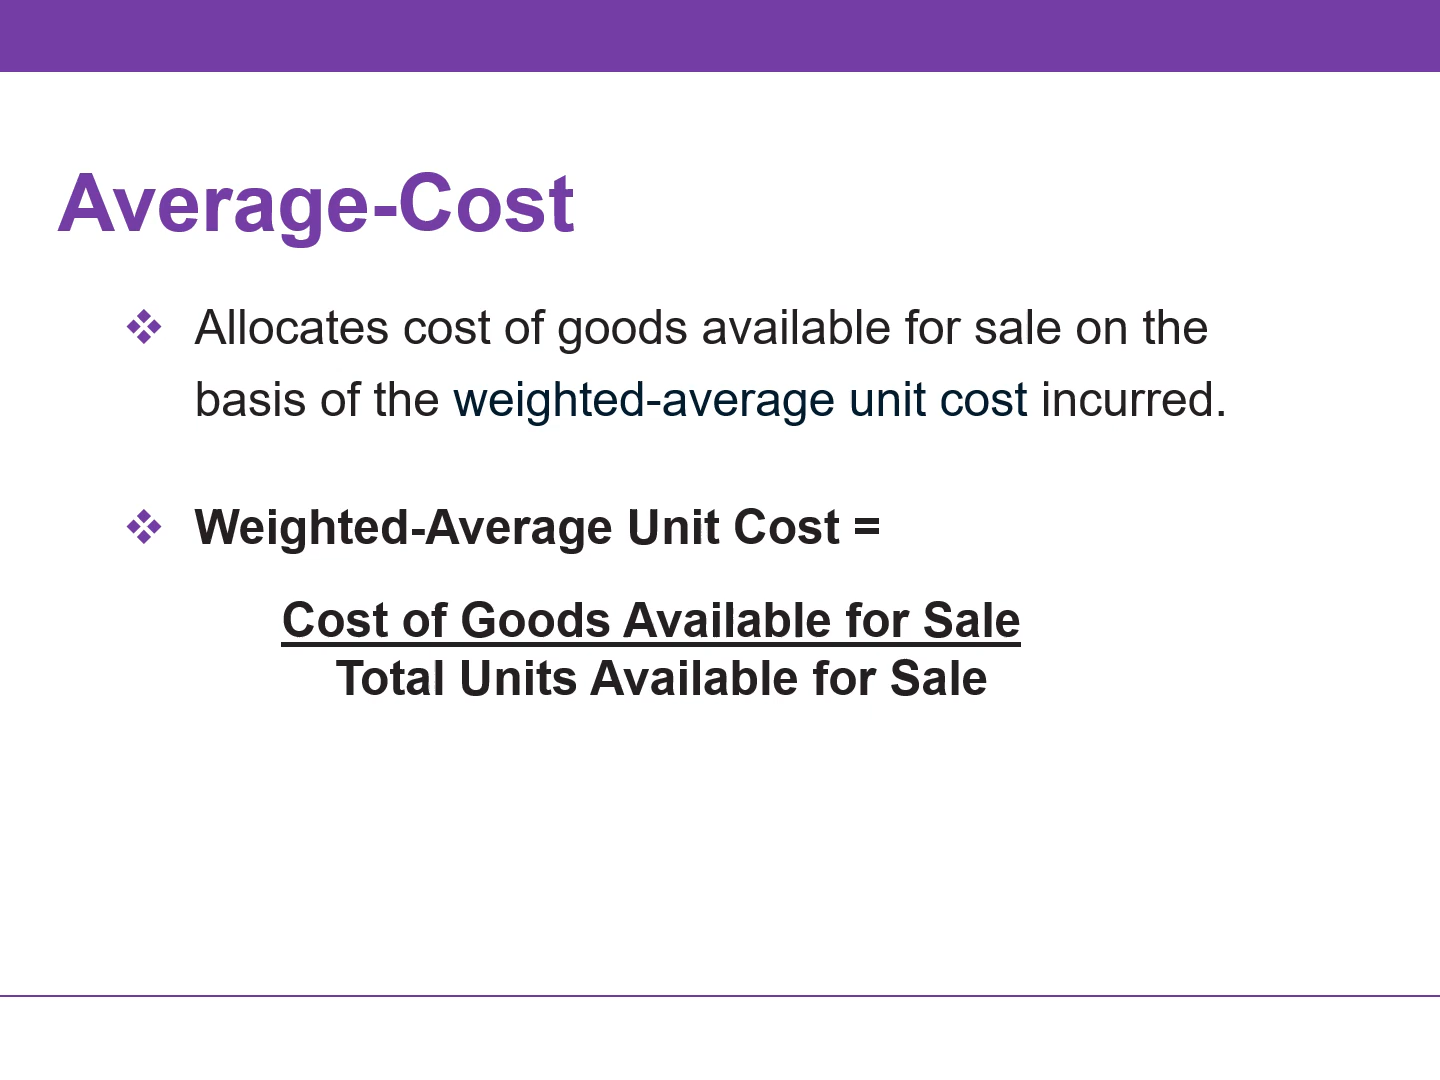 Average-Cost
❖ Allocates cost of goods available for sale on the
basis of the weighted-average unit cost incurred.
❖ Weighted-Average Unit Cost =
Cost of Goods Available for Sale
Total Units Available for Sale